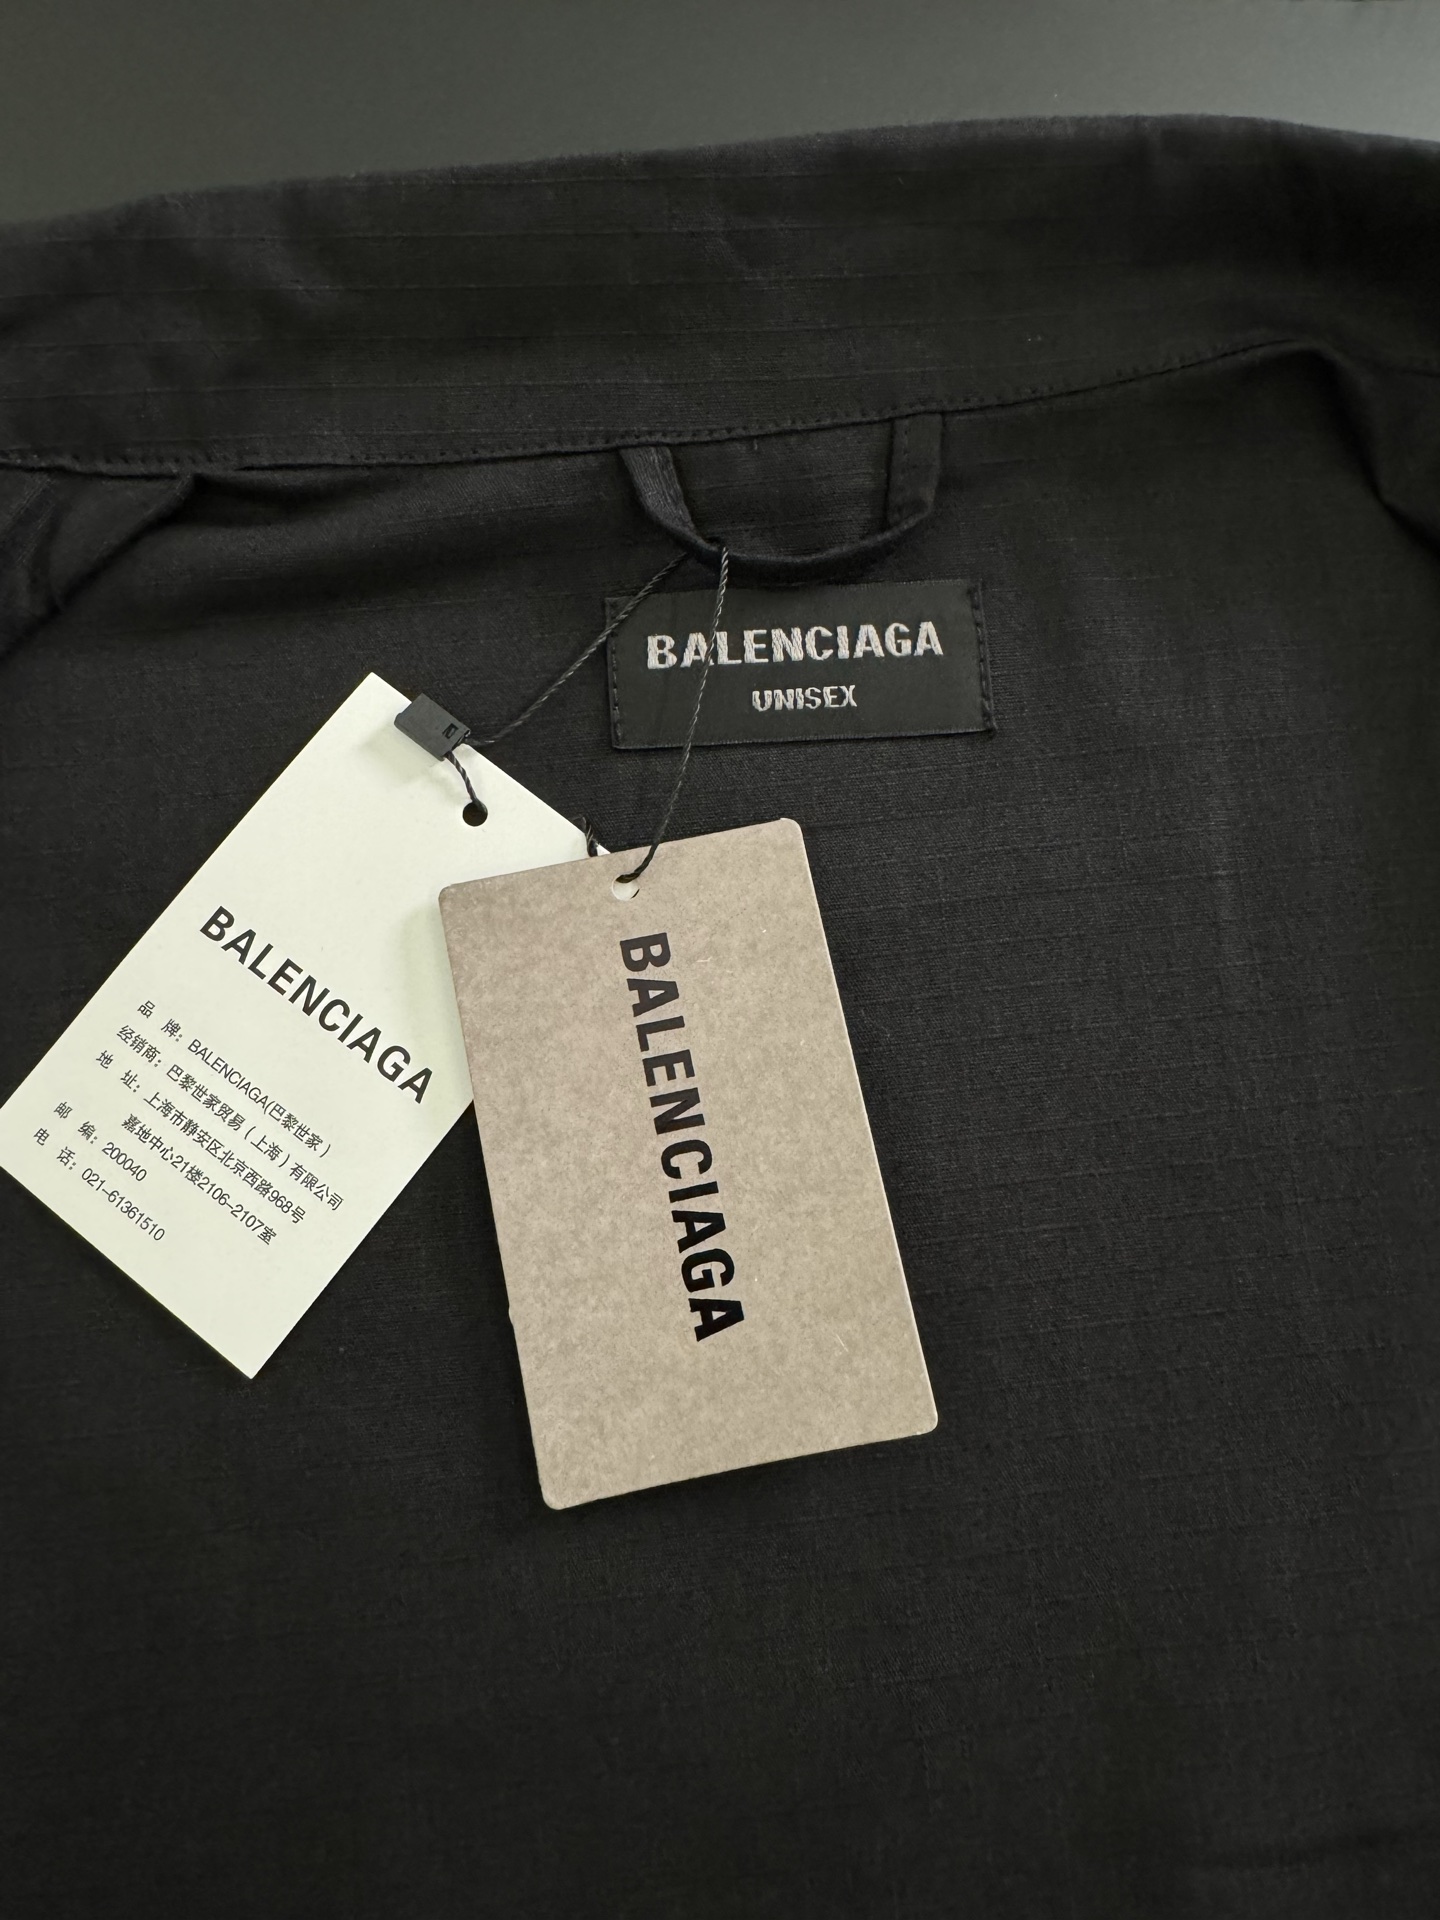 BALENCIAGA
UNISEX
BALENCIAGA
品 牌: BALENCIAGA(巴黎世家)
经销商: 巴黎世家贸易(上海)有限公司
地 址: 上海市静安区北京西路968号
嘉地中心21楼2106-2107室
邮 编: 200040
电 话: 021-61361510
BALENCIAGA